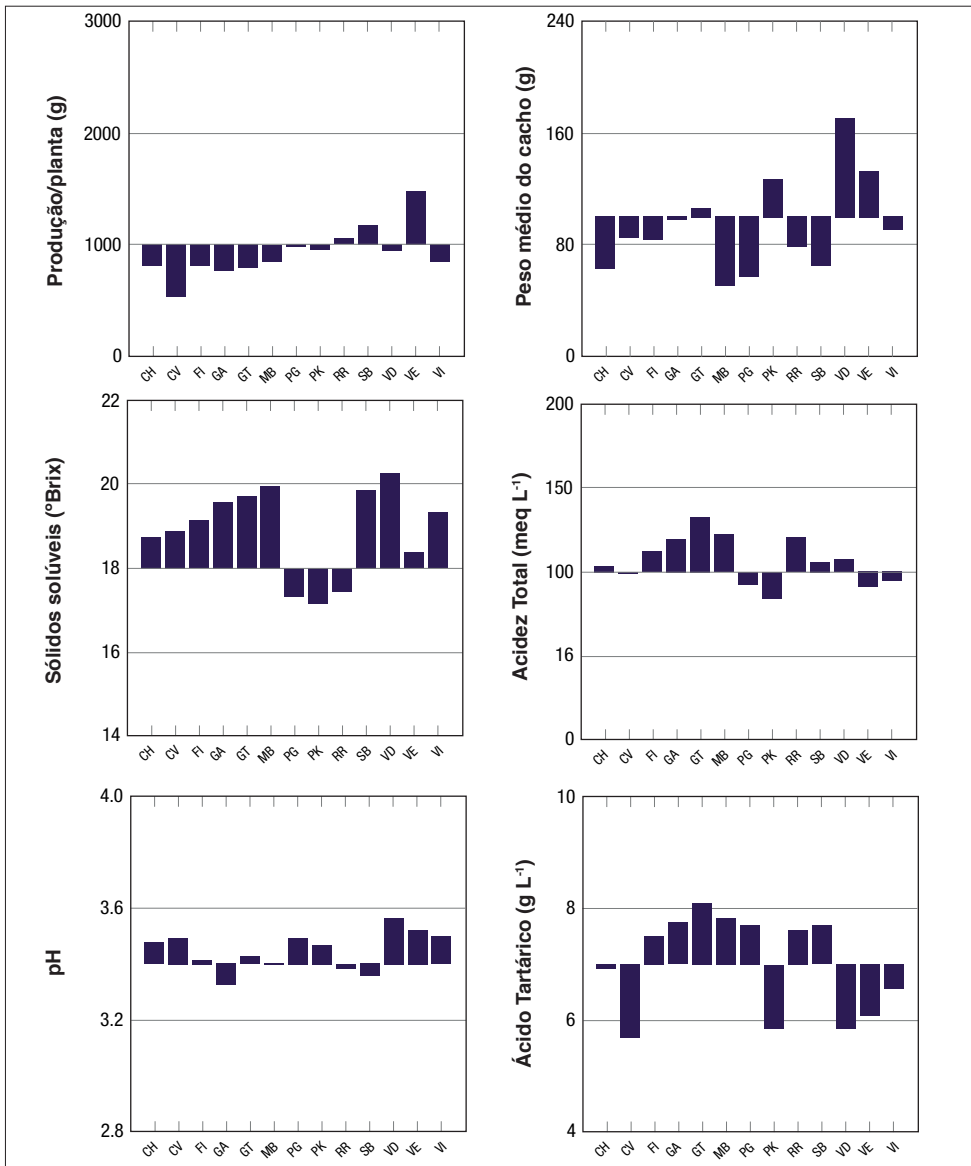 Produção/planta (g)
3000
2000
1000
0
CH CV FI GA GT MB PG PK RR SB VD VE VI
Peso médio do cacho (g)
240
160
80
0
CH CV FI GA GT MB PG PK RR SB VD VE VI
Sólidos solúveis (°Brix)
22
20
18
16
14
CH CV FI GA GT MB PG PK RR SB VD VE VI
Acidez Total (meq L-1)
200
150
100
16
0
CH CV FI GA GT MB PG PK RR SB VD VE VI
pH
4.0
3.6
3.2
2.8
CH CV FI GA GT MB PG PK RR SB VD VE VI
Ácido Tartárico (g L-1)
10
8
6
4
CH CV FI GA GT MB PG PK RR SB VD VE VI